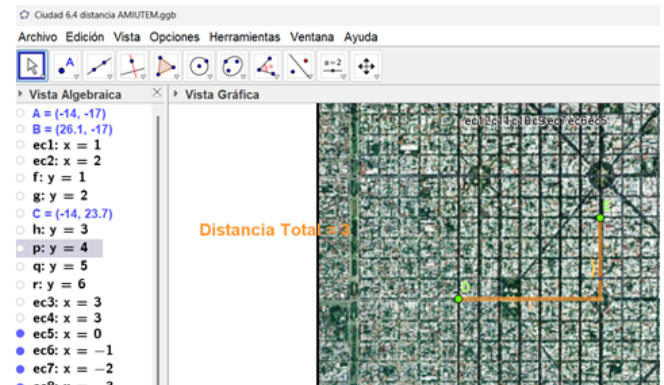 Ciudad 6.4 distancia AMIUTEM.ggb
Archivo Edición Vista Opciones Herramientas Ventana Ayuda
A
a=2
Vista Algebraica
Vista Gráfica
A = (-14, -17)
B = (26.1, -17)
ec1: x = 1
ec2: x = 2
f: y = 1
g: y = 2
C = (-14, 23.7)
h: y = 3
p: y = 4
q: y = 5
r: y = 6
ec3: x = 3
ec4: x = 3
ec5: x = 0
ec6: x = −1
ec7: x = −2
Distancia Total = 3